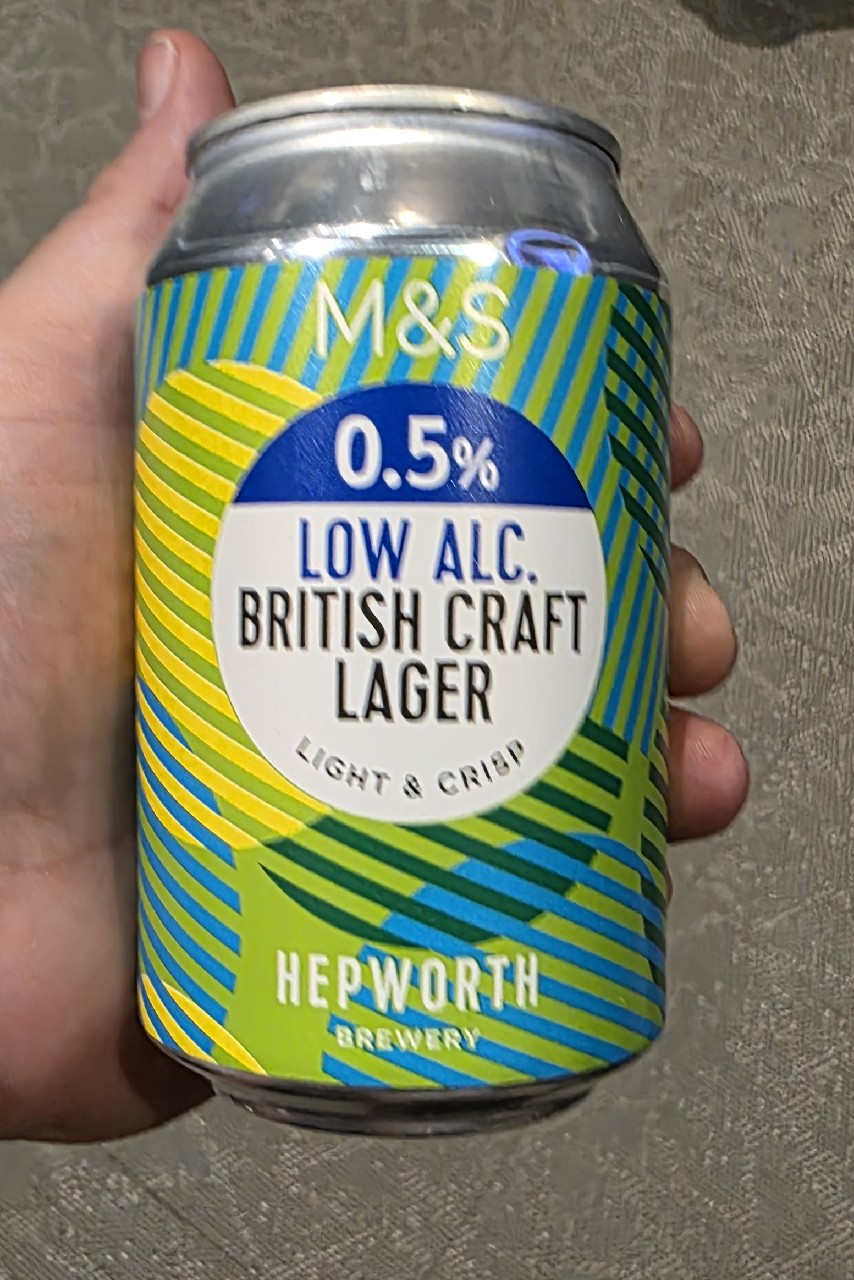 M&S
0.5%
LOW ALC.
BRITISH CRAFT
LAGER
LIGHT & CRISP
HEPWORTH
BREWERY